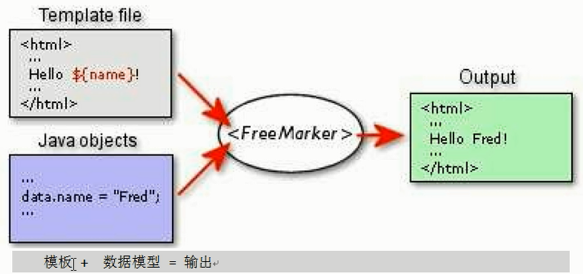 Template file
<html>
...
Hello ${name}!
...
</html>
Java objects
...
data.name = "Fred";
...
<FreeMarker>
Output
<html>
...
Hello Fred!
...
</html>
模板 + 数据模型 = 输出